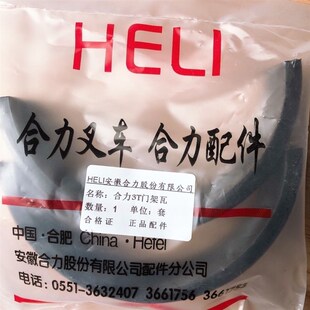 HELI
合力叉车 合力配件
HELI安徽合力股份有限公司
名称：合力3T门架瓦
数量：1 单位：套
合格证 正品配件
中国·合肥 China·Hefei
安徽合力股份有限公司配件分公司
电话：0551-3632407 3661756